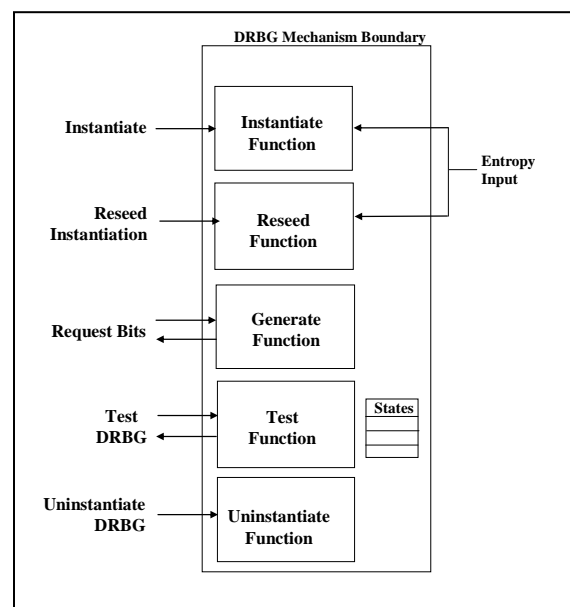 DRBG Mechanism Boundary
Instantiate
Instantiate
Function
Entropy
Input
Reseed
Instantiation
Reseed
Function
Request Bits
Generate
Function
Test
DRBG
Test
Function
States
Uninstantiate
DRBG
Uninstantiate
Function